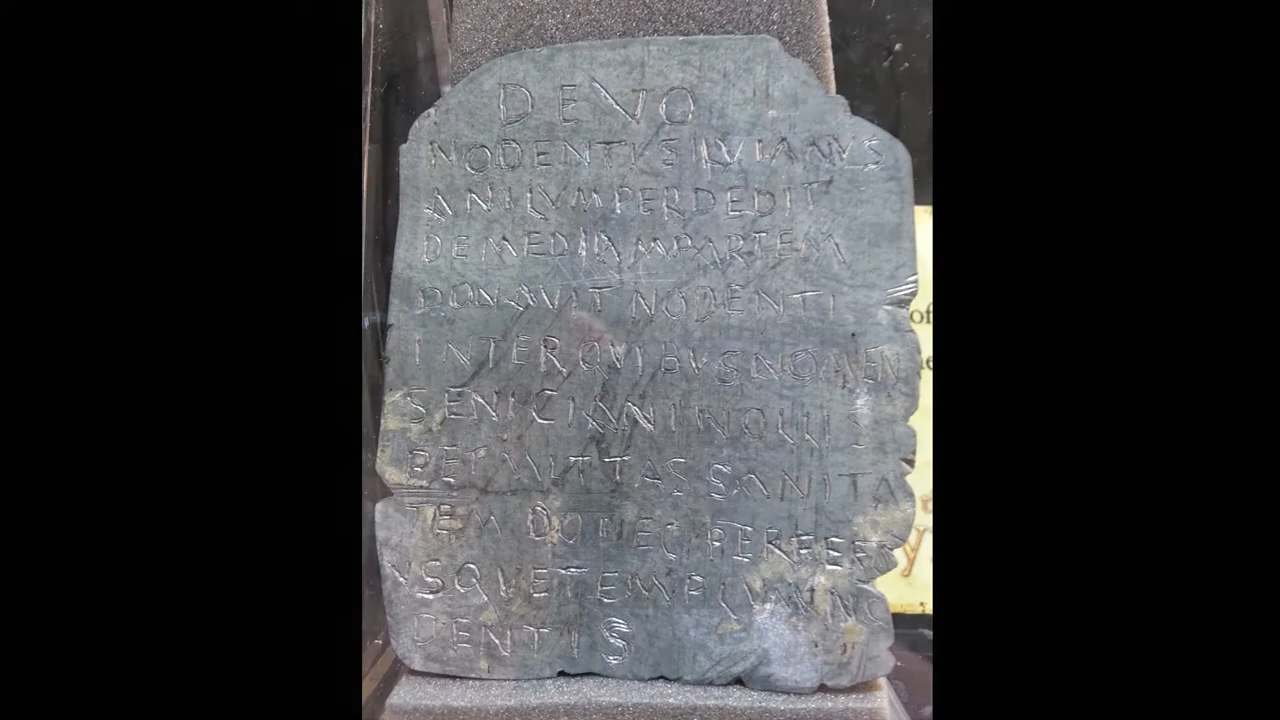 DEVO
NODENTI SILVIANVS
ANILVM PERDEDIT
DEMEDIAM PARTEM
DONAVIT NODENTI
INTER QVIBVS NOMEN
SENICIANI NOLLIS
PETMITTAS SANITA
TEM DONEC PERFERA
VSQVE TEMPLVM NO
DENTIS
of